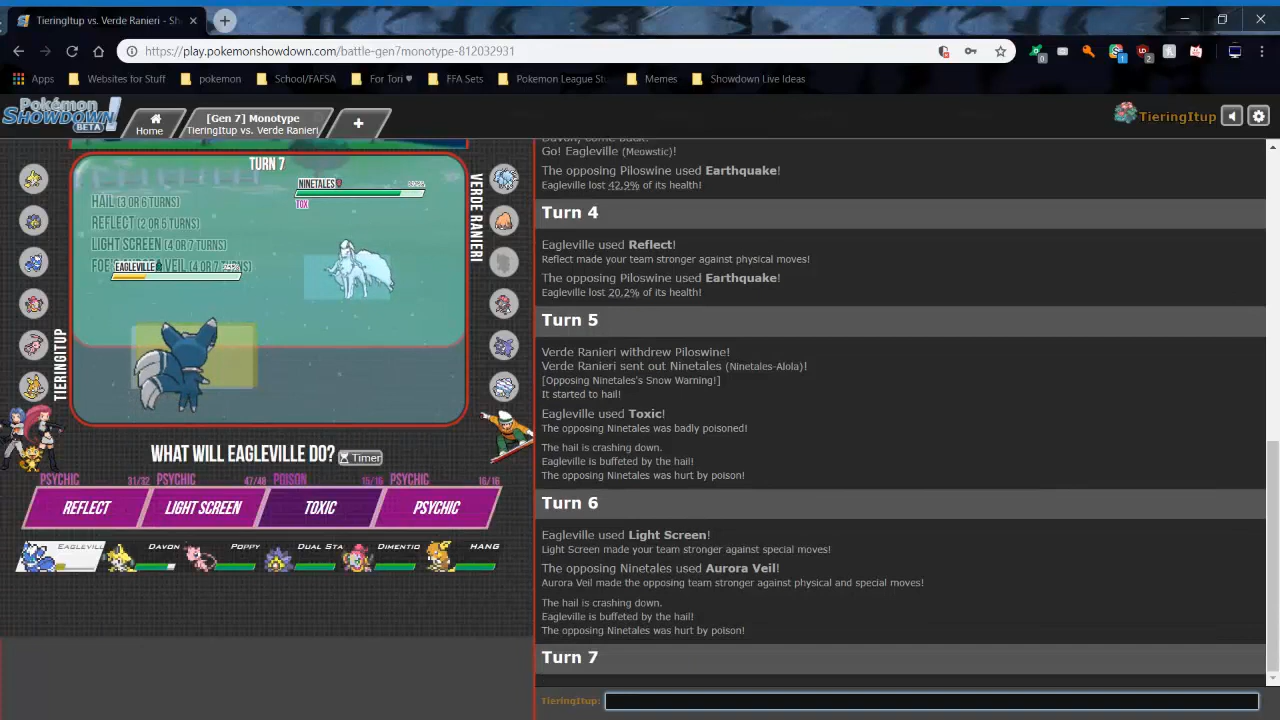 TieringItup vs. Verde Ranieri - Sh
https://play.pokemonshowdown.com/battle-gen7monotype-812032931
Apps
Websites for Stuff
pokemon
School/FAFSA
For Tori ♥
FFA Sets
Pokemon League Stu
Memes
Showdown Live Ideas
Pokémon
SHOWDOWN!
BETA
Home
[Gen 7] Monotype
TieringItup vs. Verde Ranieri
TieringItup
TURN 7
HAIL (3 OR 6 TURNS)
REFLECT (2 OR 5 TURNS)
LIGHT SCREEN (4 OR 7 TURNS)
VEIL (4 OR 7 TURNS)
NINETALES
TOX
EAGLEVILLE
TIERINGITUP
VERDE RANIERI
WHAT WILL EAGLEVILLE DO?
Timer
PSYCHIC 31/32 PSYCHIC 47/48 POISON 15/16 PSYCHIC 16/16
REFLECT LIGHT SCREEN TOXIC PSYCHIC
EAGLEVILL DAVON POPPY DUAL STA DIMENTIO HANG
Go! Eagleville (Meowstic)!
The opposing Piloswine used Earthquake!
Eagleville lost 42.9% of its health!
Turn 4
Eagleville used Reflect!
Reflect made your team stronger against physical moves!
The opposing Piloswine used Earthquake!
Eagleville lost 20.2% of its health!
Turn 5
Verde Ranieri withdrew Piloswine!
Verde Ranieri sent out Ninetales (Ninetales-Alola)!
[Opposing Ninetales's Snow Warning!]
It started to hail!
Eagleville used Toxic!
The opposing Ninetales was badly poisoned!
The hail is crashing down.
Eagleville is buffeted by the hail!
The opposing Ninetales was hurt by poison!
Turn 6
Eagleville used Light Screen!
Light Screen made your team stronger against special moves!
The opposing Ninetales used Aurora Veil!
Aurora Veil made the opposing team stronger against physical and special moves!
The hail is crashing down.
Eagleville is buffeted by the hail!
The opposing Ninetales was hurt by poison!
Turn 7
TieringItup: